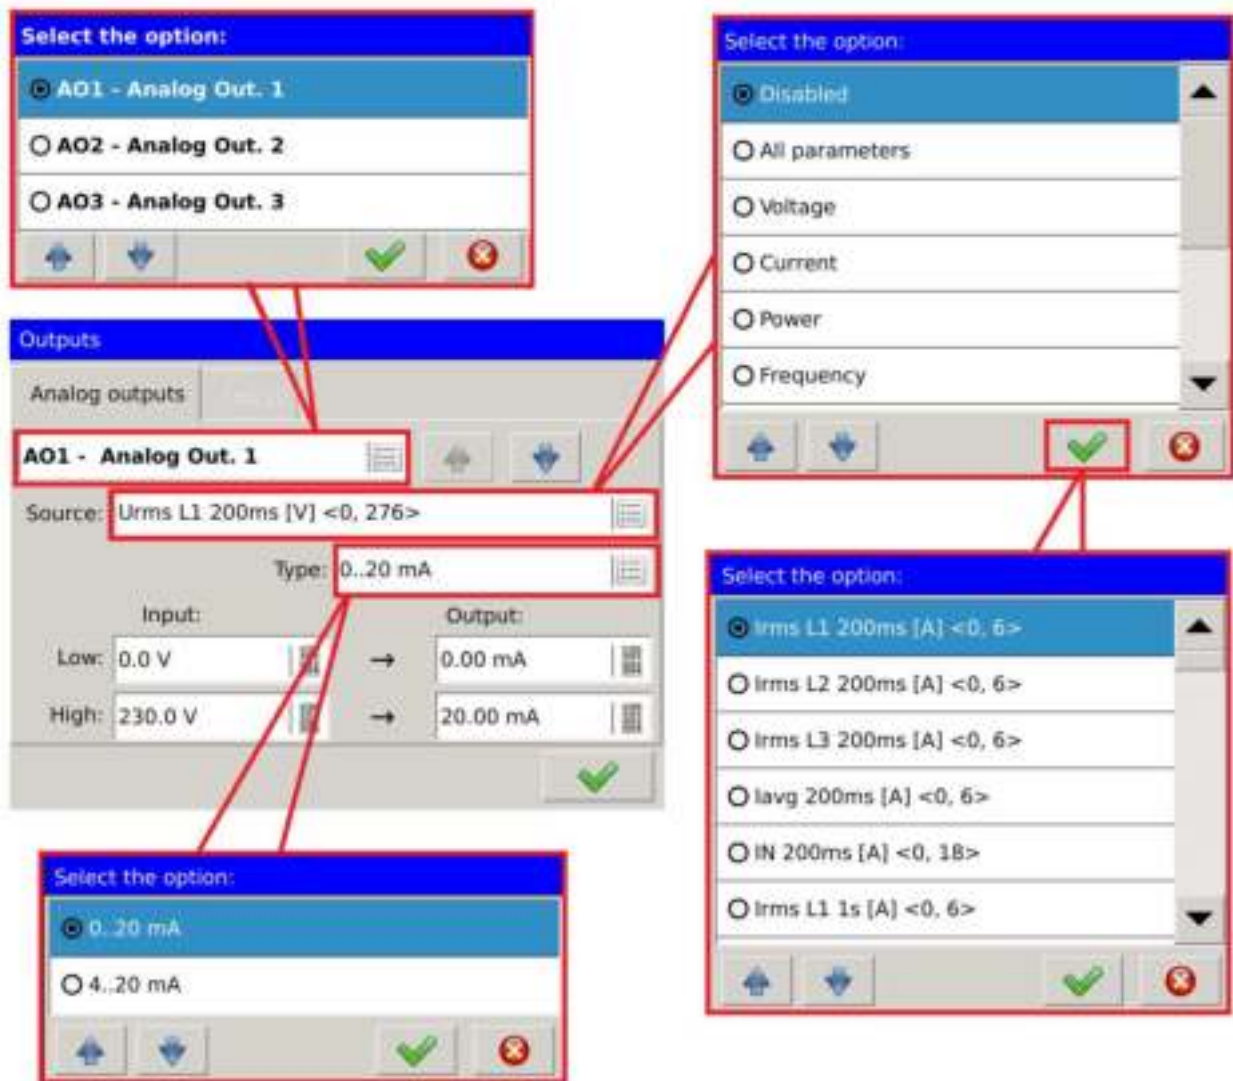 Select the option:
AO1 - Analog Out. 1
AO2 - Analog Out. 2
AO3 - Analog Out. 3
Outputs
Analog outputs
AO1 - Analog Out. 1
Source: Urms L1 200ms [V] <0, 276>
Type: 0..20 mA
Input: Output:
Low: 0.0 V → 0.00 mA
High: 230.0 V → 20.00 mA
Select the option:
0..20 mA
4..20 mA
Select the option:
Disabled
All parameters
Voltage
Current
Power
Frequency
Select the option:
Irms L1 200ms [A] <0, 6>
Irms L2 200ms [A] <0, 6>
Irms L3 200ms [A] <0, 6>
Iavg 200ms [A] <0, 6>
IN 200ms [A] <0, 18>
Irms L1 1s [A] <0, 6>